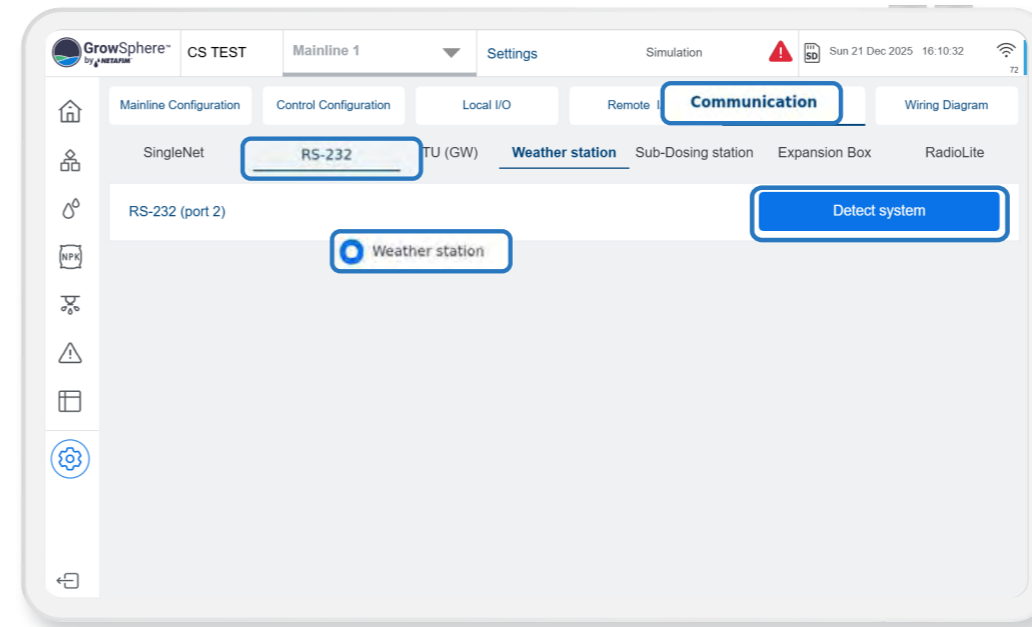 GrowSphere™ CS TEST Mainline 1 Settings Simulation SD Sun 21 Dec 2025 16:10:32
by NETAFIM™ 72
Mainline Configuration Control Configuration Local I/O Remote Communication Wiring Diagram
SingleNet RS-232 TU (GW) Weather station Sub-Dosing station Expansion Box RadioLite
RS-232 (port 2) Detect system
Weather station
NPK